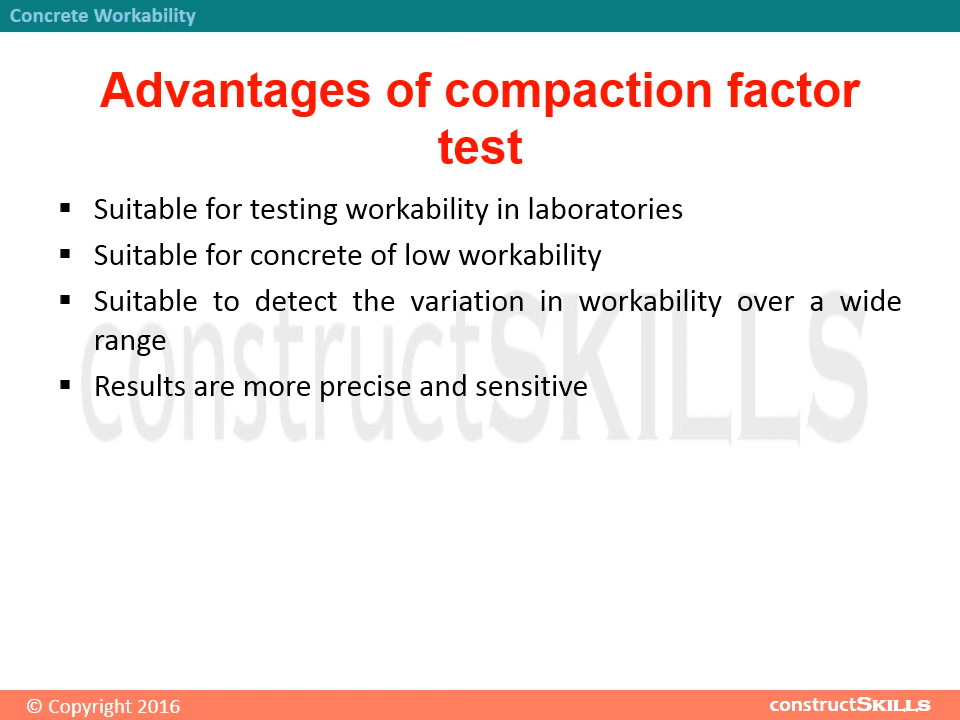 Concrete Workability
Advantages of compaction factor
test
▪ Suitable for testing workability in laboratories
▪ Suitable for concrete of low workability
▪ Suitable to detect the variation in workability over a wide
range
▪ Results are more precise and sensitive
constructSKILLS
© Copyright 2016
constructSKILLS